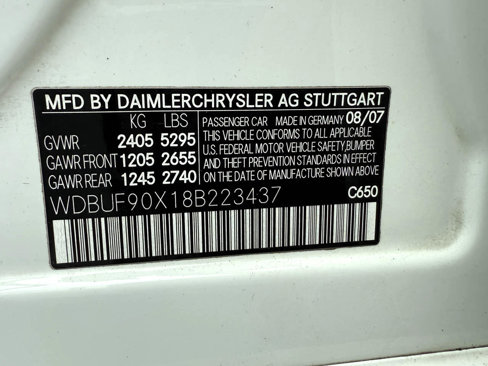 MFD BY DAIMLERCHRYSLER AG STUTTGART
KG LBS
GVWR 2405 5295
GAWR FRONT 1205 2655
GAWR REAR 1245 2740
PASSENGER CAR MADE IN GERMANY 08/07
THIS VEHICLE CONFORMS TO ALL APPLICABLE
U.S. FEDERAL MOTOR VEHICLE SAFETY,BUMPER
AND THEFT PREVENTION STANDARDS IN EFFECT
ON THE DATE OF MANUFACTURE SHOWN ABOVE
WDBUF90X18B223437 C650